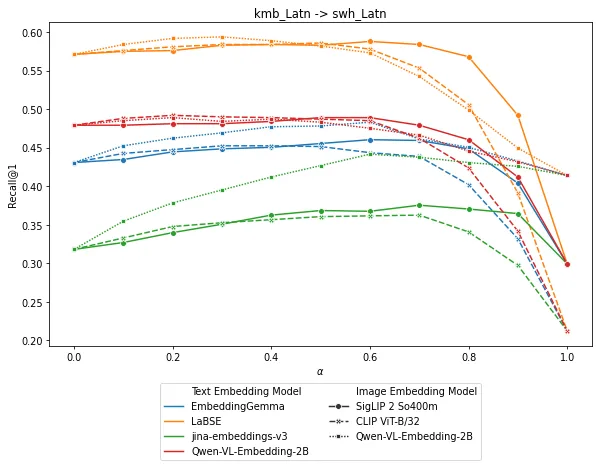 kmb_Latn -> swh_Latn
0.60
0.55
0.50
0.45
0.40
0.35
0.30
0.25
0.20
Recall@1
0.0 0.2 0.4 0.6 0.8 1.0
α
Text Embedding Model Image Embedding Model
EmbeddingGemma SigLIP 2 So400m
LaBSE CLIP ViT-B/32
jina-embeddings-v3 Qwen-VL-Embedding-2B
Qwen-VL-Embedding-2B